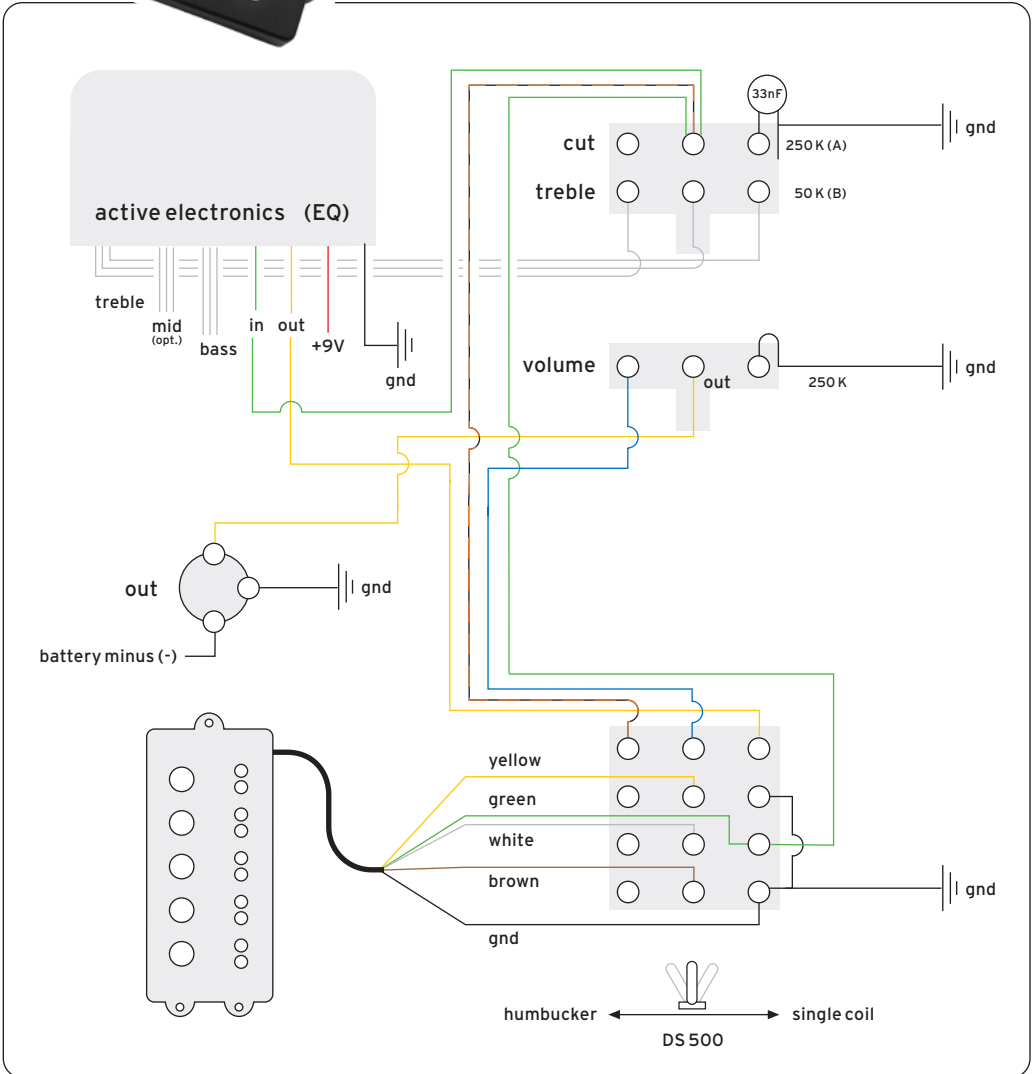 33nF
gnd
cut
250 K (A)
treble
50 K (B)
active electronics (EQ)
treble
mid
(opt.)
bass
in
out
+9V
gnd
volume
out
250 K
gnd
out
gnd
battery minus (-)
yellow
green
white
brown
gnd
gnd
humbucker
single coil
DS 500